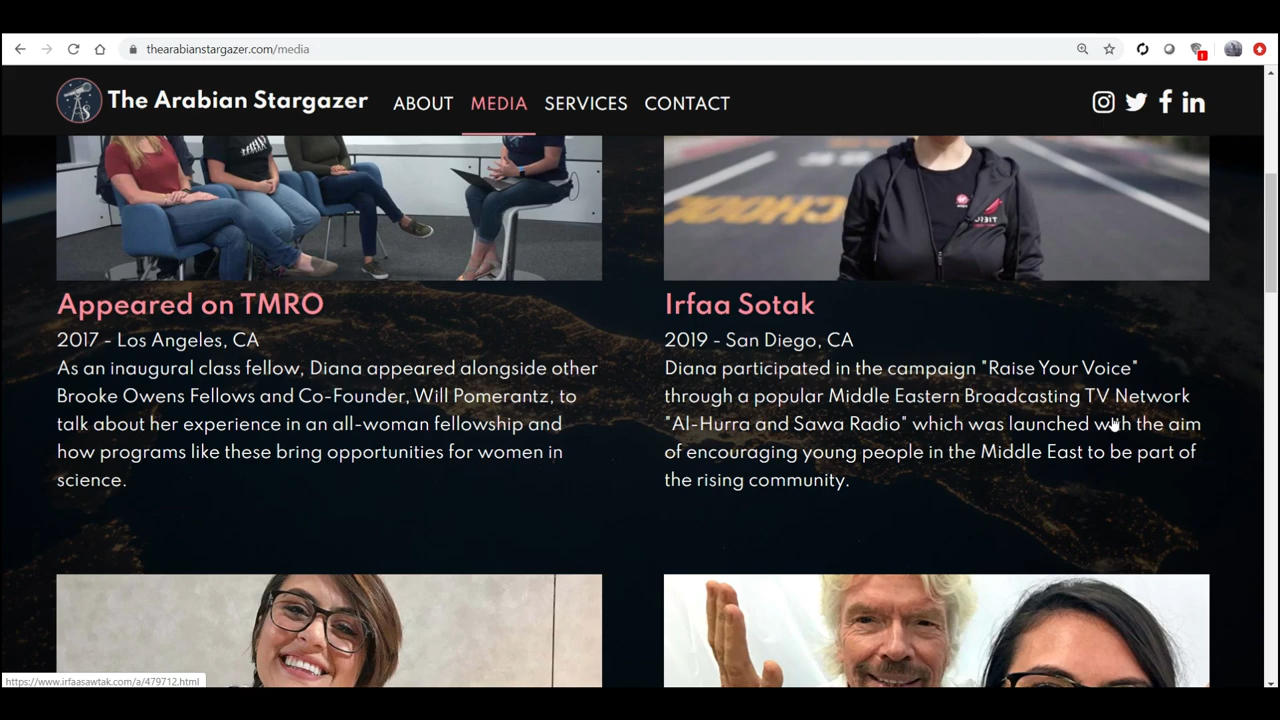 thearabianstargazer.com/media
The Arabian Stargazer
ABOUT MEDIA SERVICES CONTACT
Appeared on TMRO
2017 - Los Angeles, CA
As an inaugural class fellow, Diana appeared alongside other
Brooke Owens Fellows and Co-Founder, Will Pomerantz, to
talk about her experience in an all-woman fellowship and
how programs like these bring opportunities for women in
science.
Irfaa Sotak
2019 - San Diego, CA
Diana participated in the campaign "Raise Your Voice"
through a popular Middle Eastern Broadcasting TV Network
"Al-Hurra and Sawa Radio" which was launched with the aim
of encouraging young people in the Middle East to be part of
the rising community.
https://www.irfaasawtak.com/a/479712.html